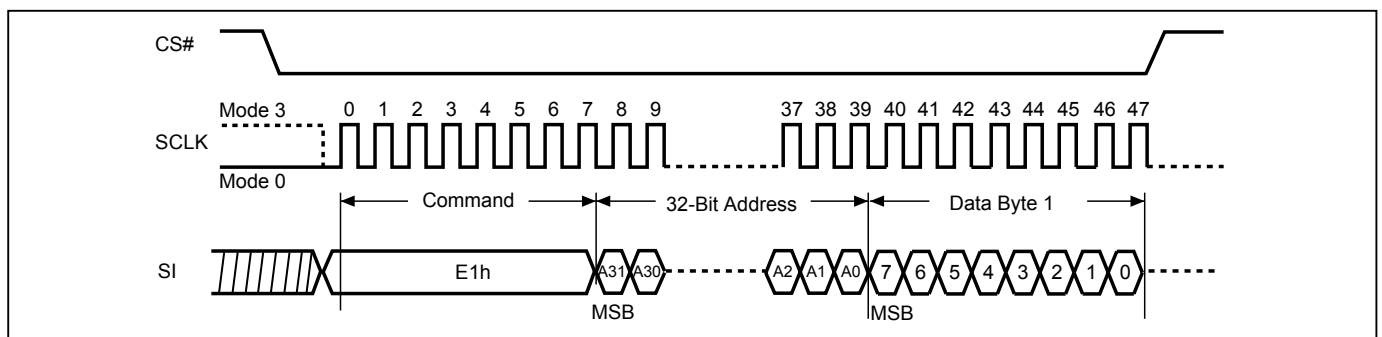 CS#
Mode 3 0 1 2 3 4 5 6 7 8 9 37 38 39 40 41 42 43 44 45 46 47
SCLK
Mode 0
Command 32-Bit Address Data Byte 1
SI E1h A31 A30 A2 A1 A0 7 6 5 4 3 2 1 0
MSB MSB